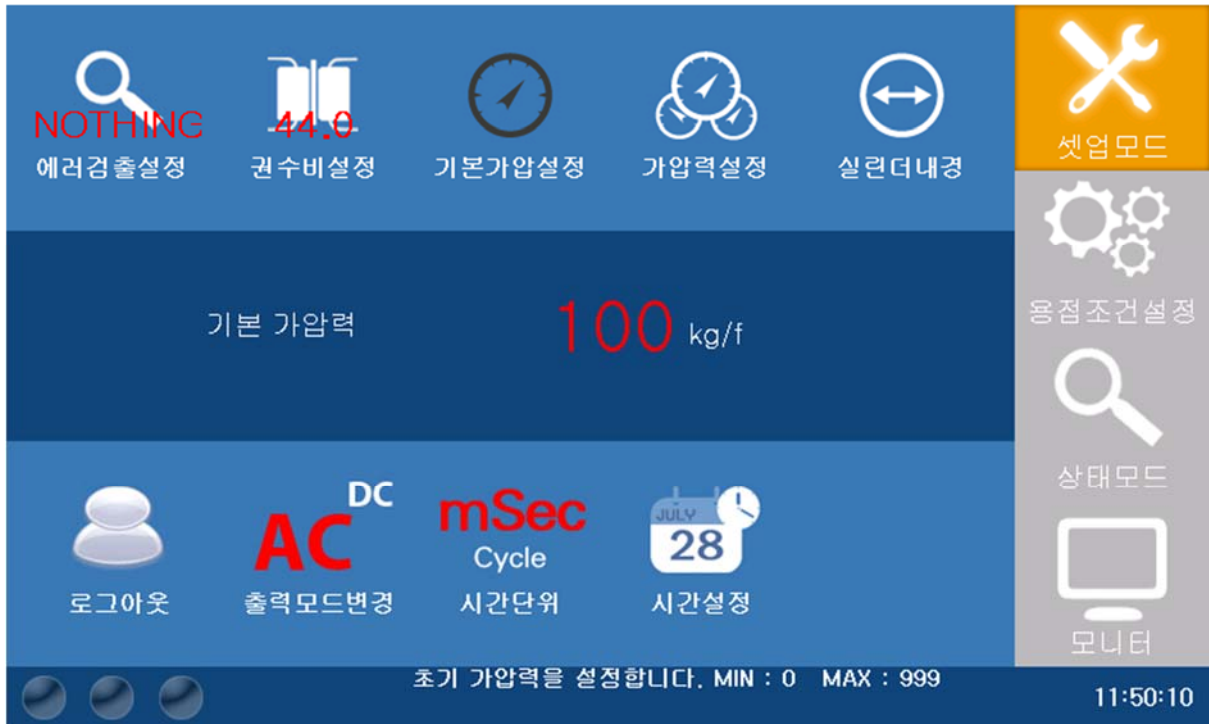 NOTHING
44.0
에러검출설정
권수비설정
기본가압설정
가압력설정
실린더내경
셋업모드
기본 가압력
100 kg/f
용접조건설정
상태모드
AC DC
mSec
Cycle
JULY
28
로그아웃
출력모드변경
시간단위
시간설정
모니터
초기 가압력을 설정합니다. MIN : 0 MAX : 999
11:50:10